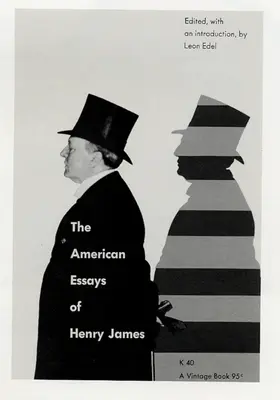 Edited, with
an introduction, by
Leon Edel
The
American
Essays
of
Henry James
K 40
A Vintage Book 95¢